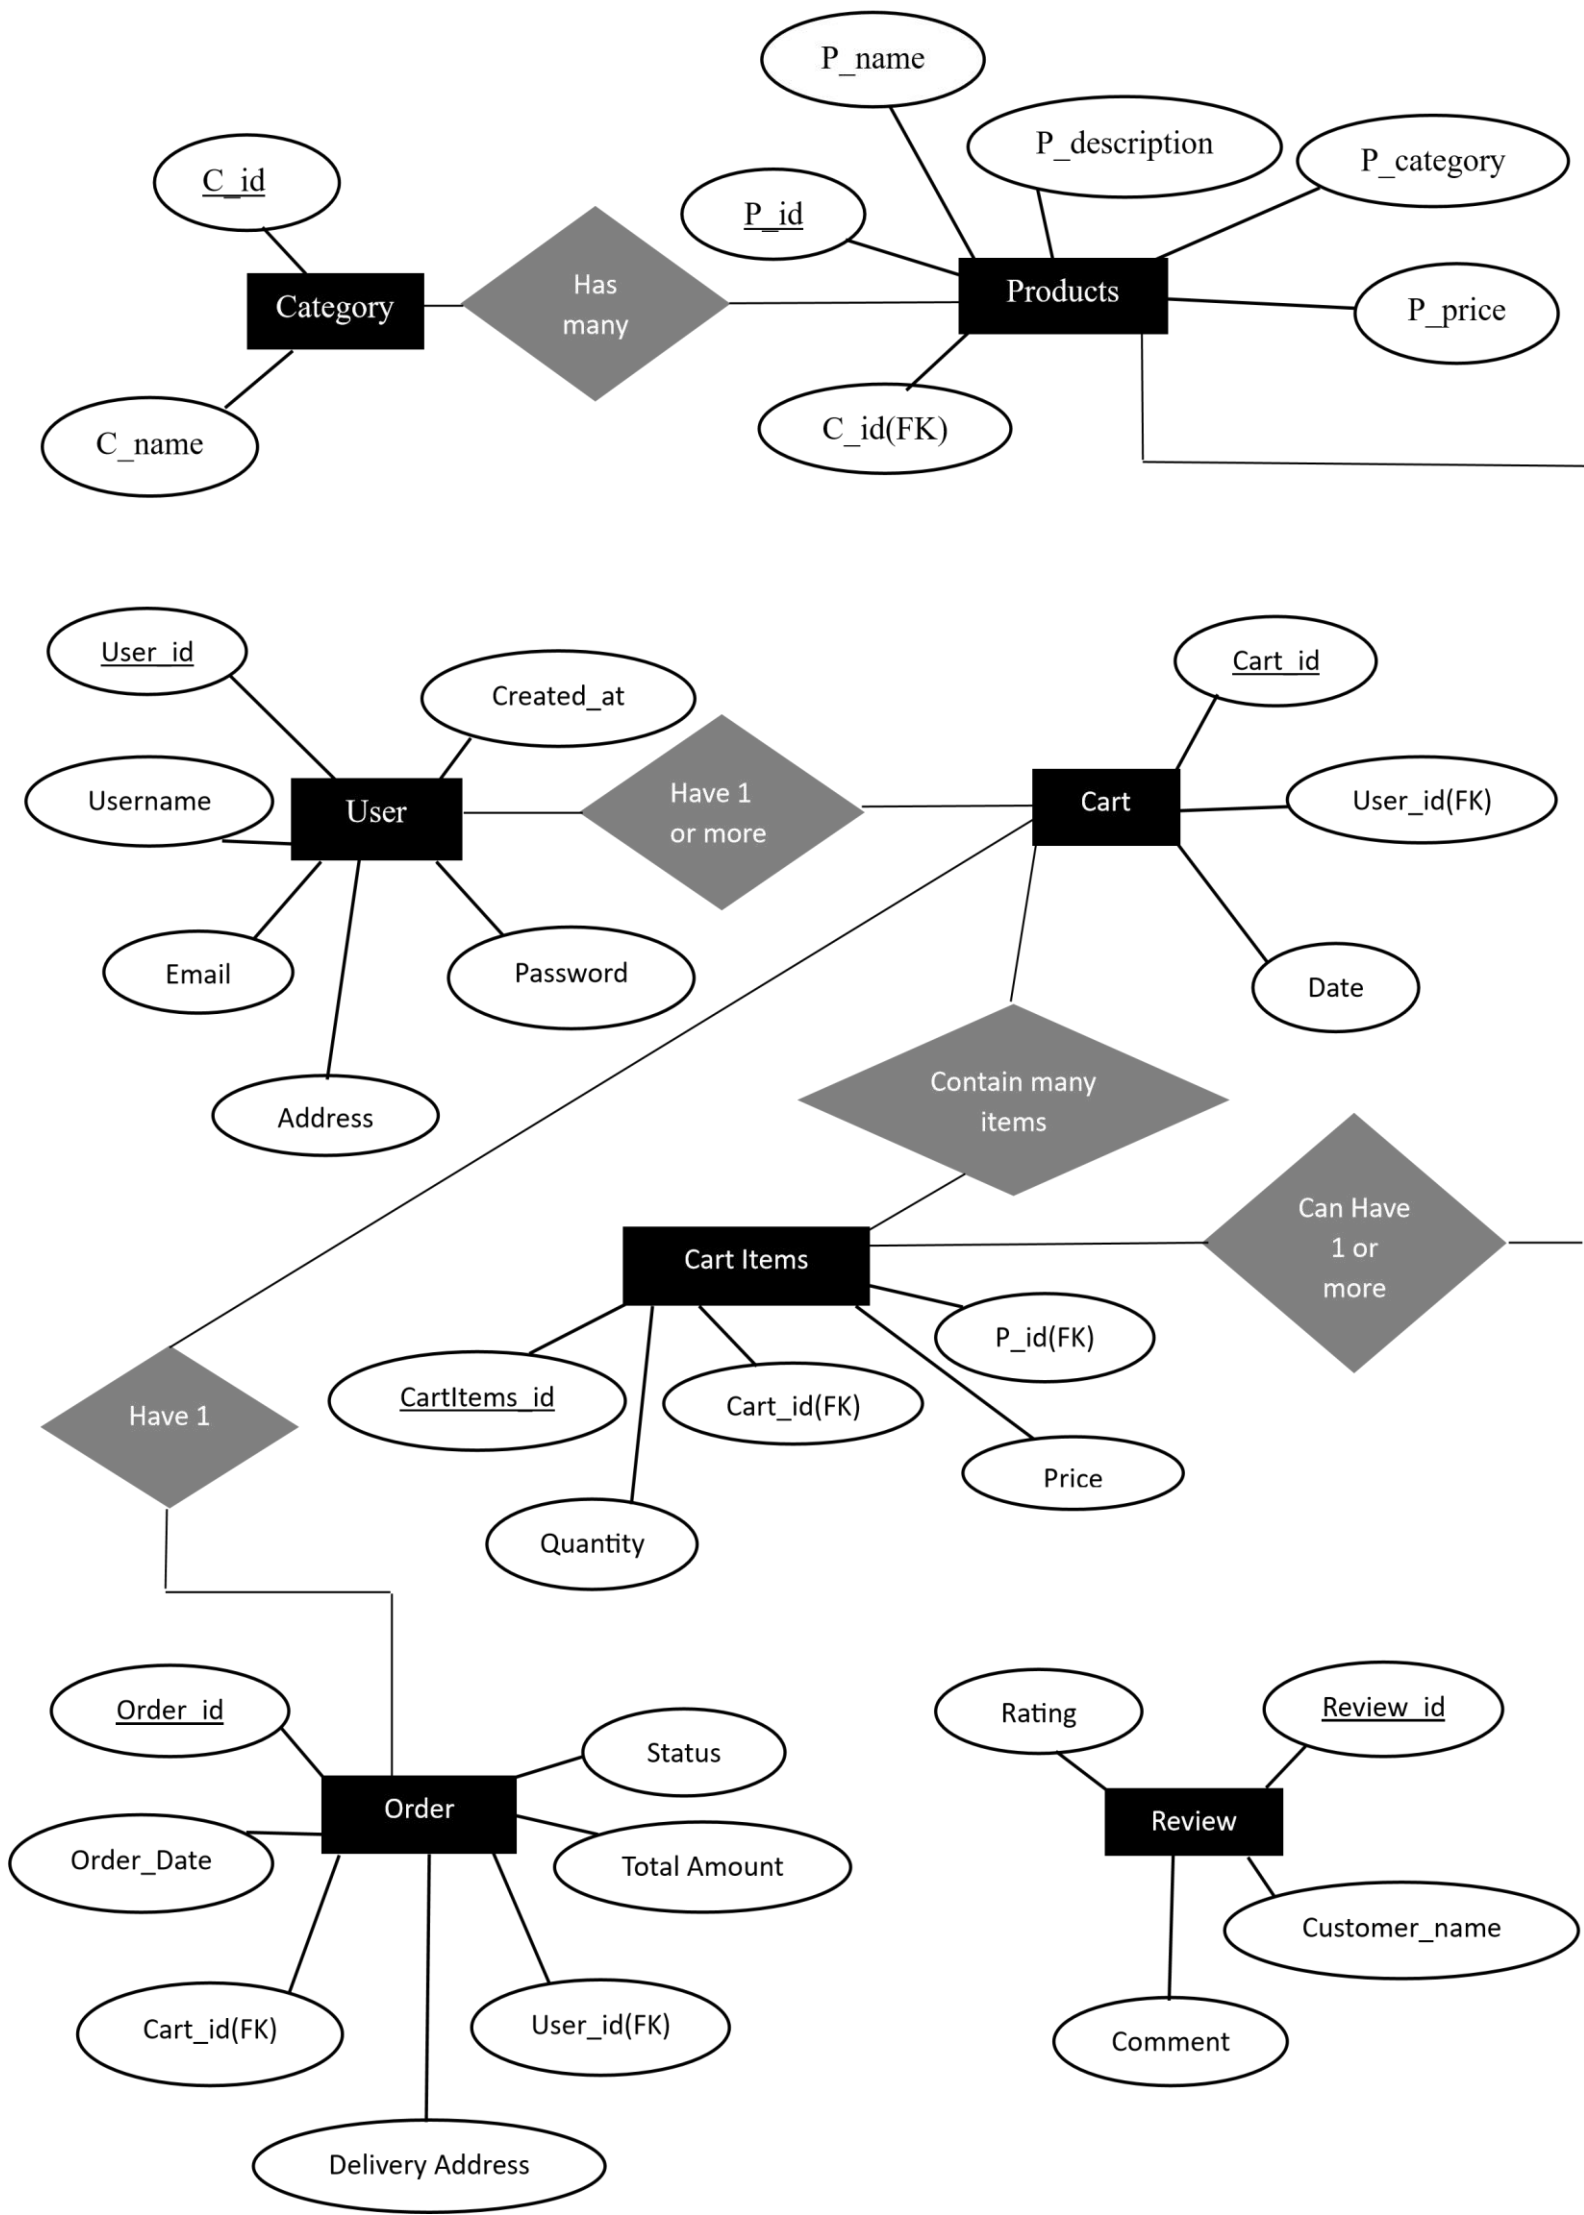 P_name
P_description
P_category
C_id
P_id
Has
many
Products
Category
P_price
C_id(FK)
C_name
User_id
Created_at
Cart_id
Username
User
Have 1
or more
Cart
User_id(FK)
Email
Password
Date
Address
Contain many
items
Can Have
1 or
more
Cart Items
P_id(FK)
CartItems_id
Cart_id(FK)
Have 1
Price
Quantity
Order_id
Status
Rating
Review_id
Order
Review
Order_Date
Total Amount
Customer_name
Cart_id(FK)
User_id(FK)
Comment
Delivery Address